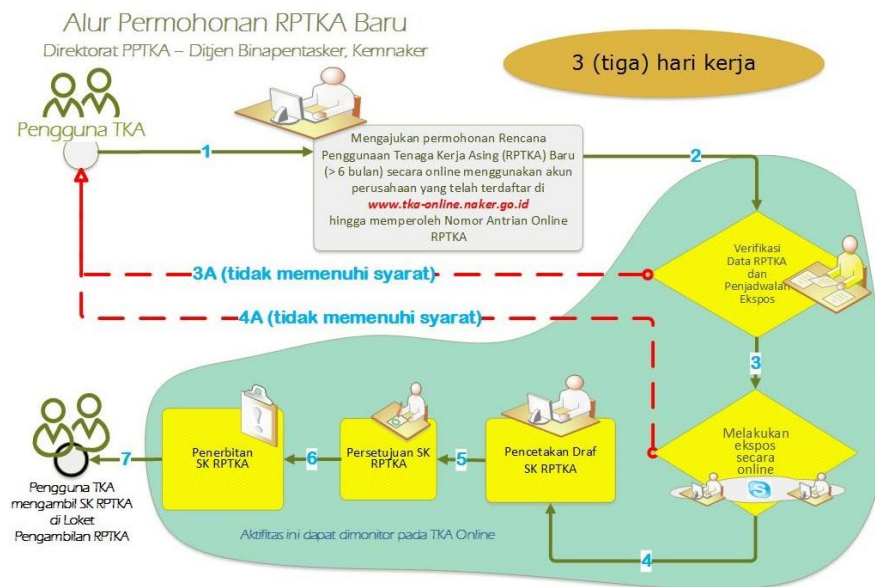 Alur Permohonan RPTKA Baru
Direktorat PPTKA – Ditjen Binapentasker, Kemnaker
3 (tiga) hari kerja
Pengguna TKA
1
Mengajukan permohonan Rencana
Penggunaan Tenaga Kerja Asing (RPTKA) Baru
(> 6 bulan) secara online menggunakan akun
perusahaan yang telah terdaftar di
www.tka-online.naker.go.id
hingga memperoleh Nomor Antrian Online
RPTKA
2
Verifikasi
Data RPTKA
dan
Penjadwalan
Ekspos
3A (tidak memenuhi syarat)
4A (tidak memenuhi syarat)
3
Melakukan
ekspos
secara
online
4
Pencetakan Draf
SK RPTKA
5
Persetujuan SK
RPTKA
6
Penerbitan
SK RPTKA
7
Pengguna TKA
mengambil SK RPTKA
di Loket
Pengambilan RPTKA
Aktifitas ini dapat dimonitor pada TKA Online